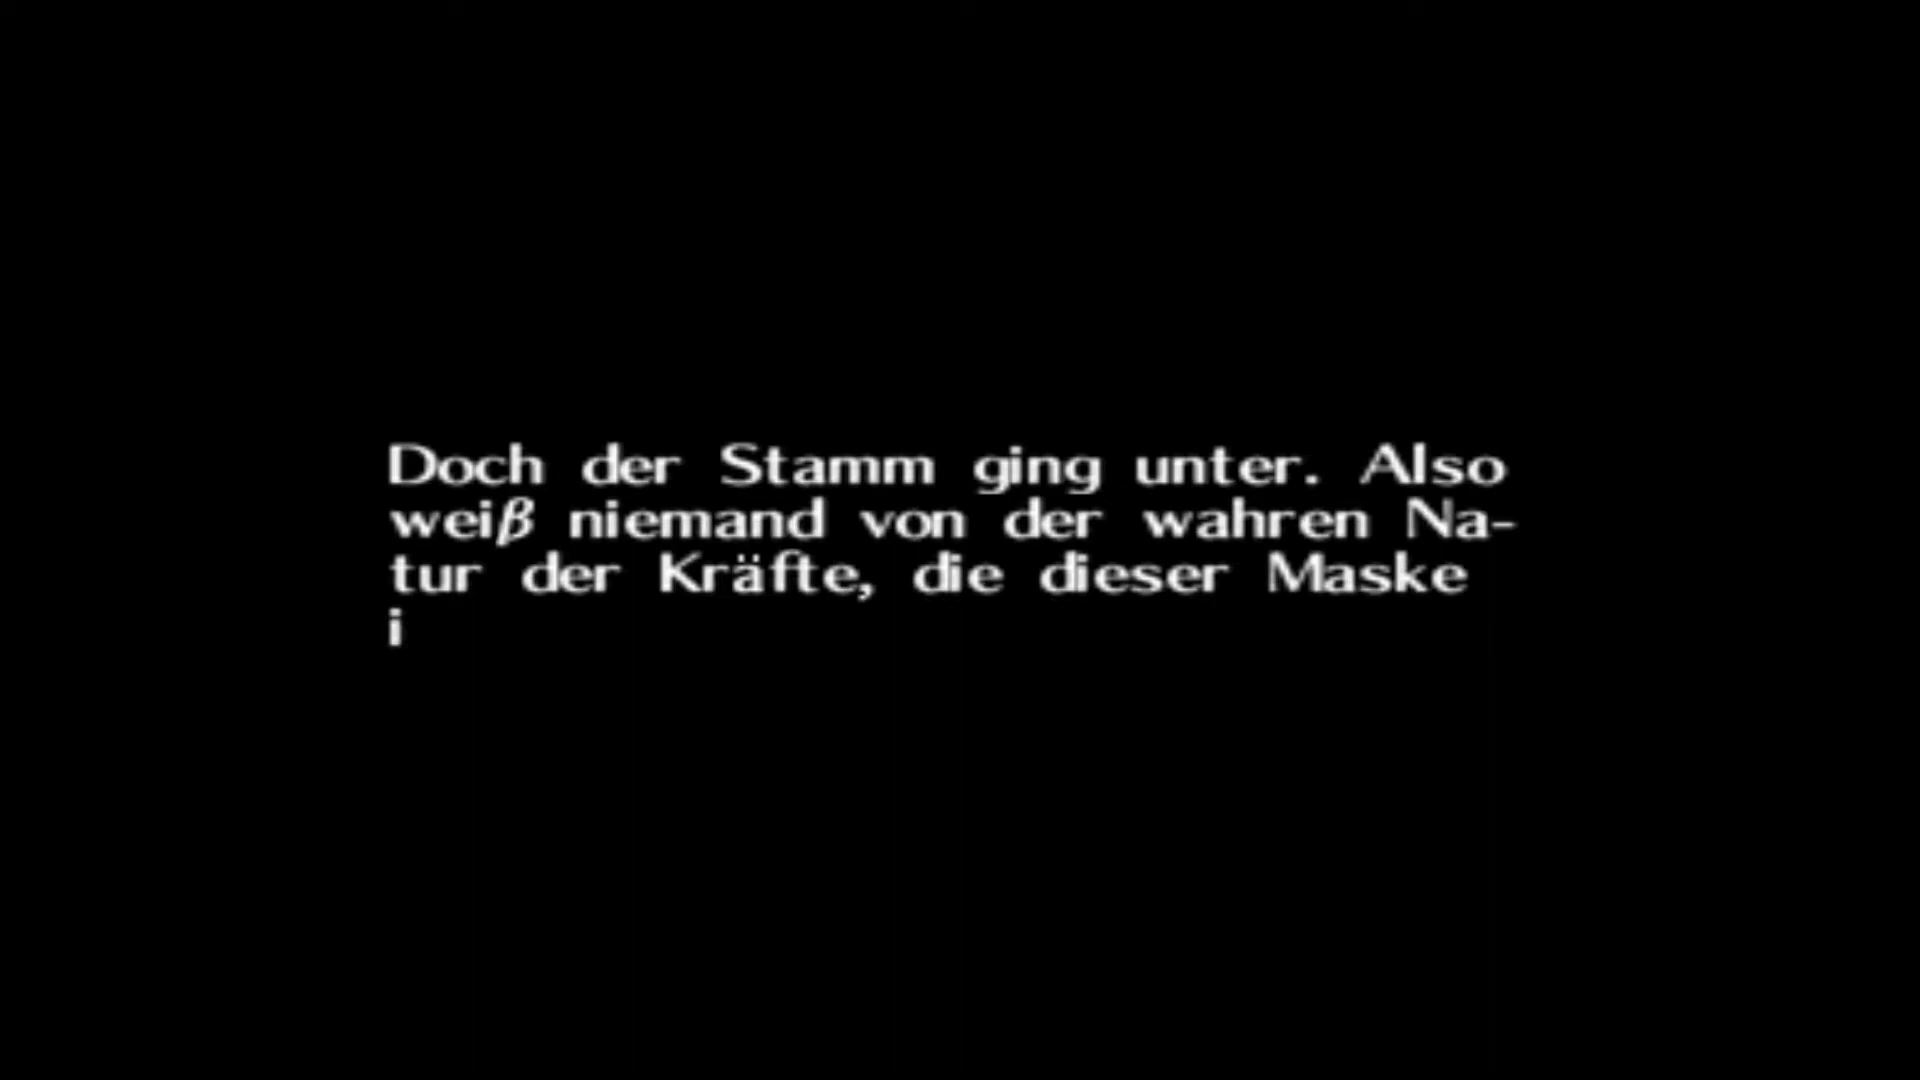 Doch der Stamm ging unter. Also
weiß niemand von der wahren Na-
tur der Kräfte, die dieser Maske
i